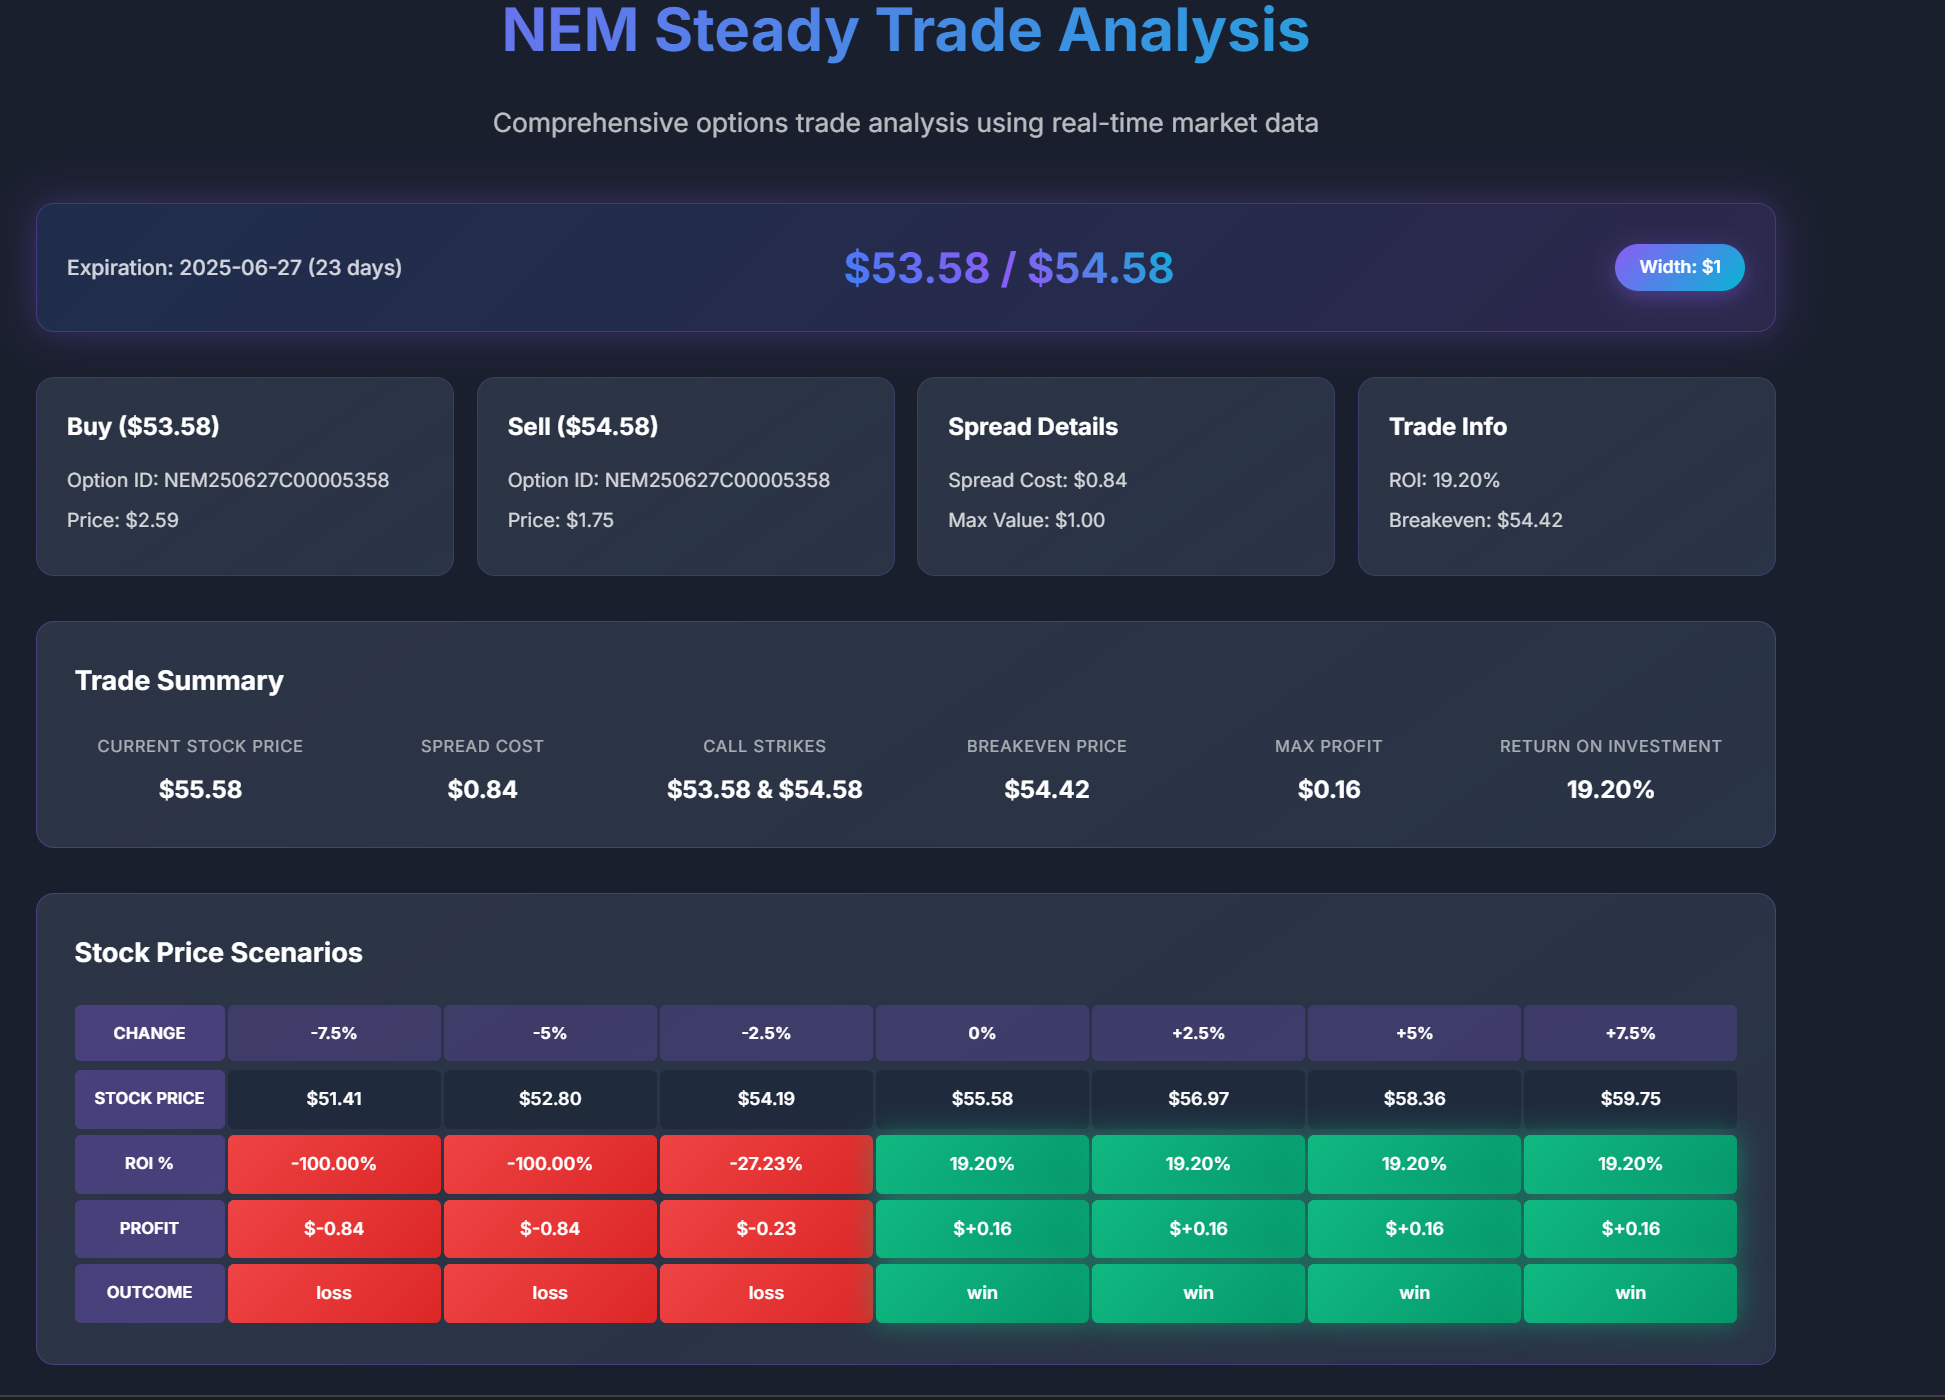 NEM Steady Trade Analysis
Comprehensive options trade analysis using real-time market data
Expiration: 2025-06-27 (23 days)
$53.58 / $54.58
Width: $1
Buy ($53.58)
Option ID: NEM250627C00005358
Price: $2.59
Sell ($54.58)
Option ID: NEM250627C00005358
Price: $1.75
Spread Details
Spread Cost: $0.84
Max Value: $1.00
Trade Info
ROI: 19.20%
Breakeven: $54.42
Trade Summary
CURRENT STOCK PRICE
$55.58
SPREAD COST
$0.84
CALL STRIKES
$53.58 & $54.58
BREAKEVEN PRICE
$54.42
MAX PROFIT
$0.16
RETURN ON INVESTMENT
19.20%
Stock Price Scenarios
CHANGE -7.5% -5% -2.5% 0% +2.5% +5% +7.5%
STOCK PRICE $51.41 $52.80 $54.19 $55.58 $56.97 $58.36 $59.75
ROI % -100.00% -100.00% -27.23% 19.20% 19.20% 19.20% 19.20%
PROFIT $-0.84 $-0.84 $-0.23 $+0.16 $+0.16 $+0.16 $+0.16
OUTCOME loss loss loss win win win win